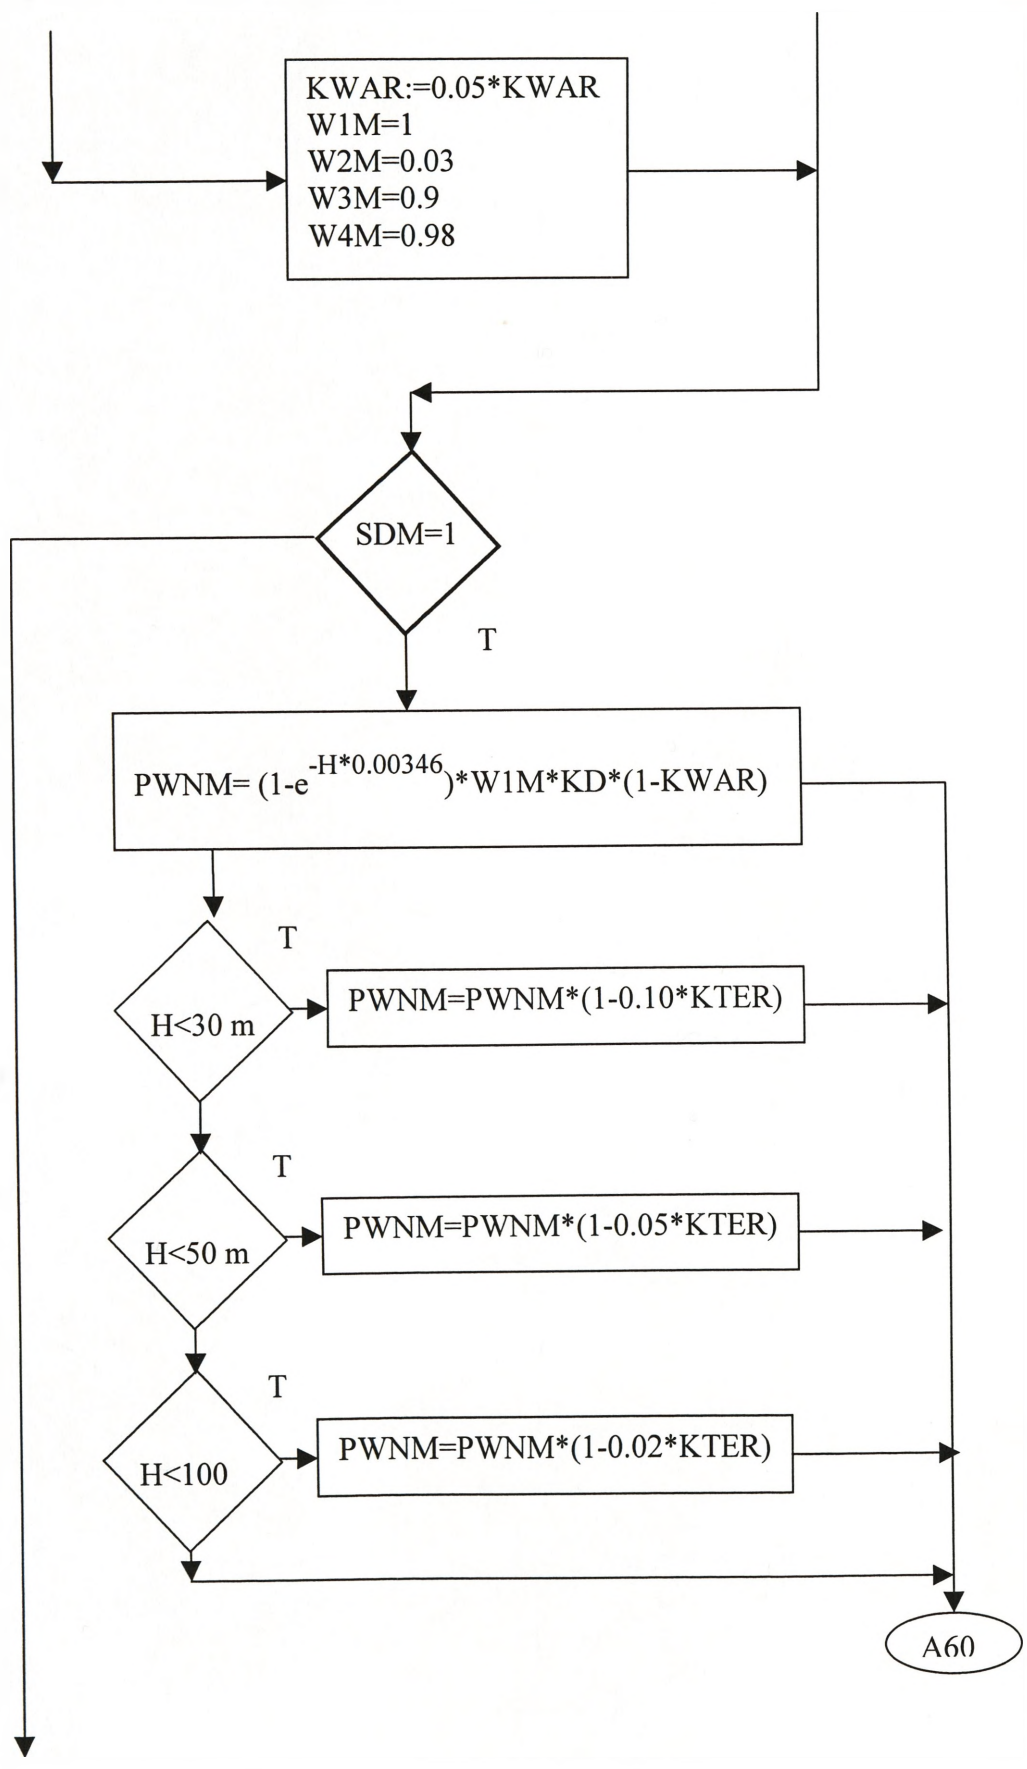 KWAR:=0.05*KWAR
W1M=1
W2M=0.03
W3M=0.9
W4M=0.98
SDM=1
T
PWNM= (1-e^-H*0.00346)*W1M*KD*(1-KWAR)
T
H<30 m
PWNM=PWNM*(1-0.10*KTER)
T
H<50 m
PWNM=PWNM*(1-0.05*KTER)
T
H<100
PWNM=PWNM*(1-0.02*KTER)
A60